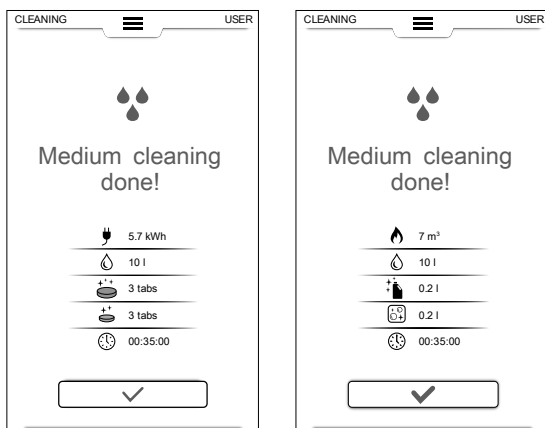 CLEANING USER
Medium cleaning
done!
5.7 kWh
10 l
3 tabs
3 tabs
00:35:00
CLEANING USER
Medium cleaning
done!
7 m³
10 l
0.2 l
0.2 l
00:35:00